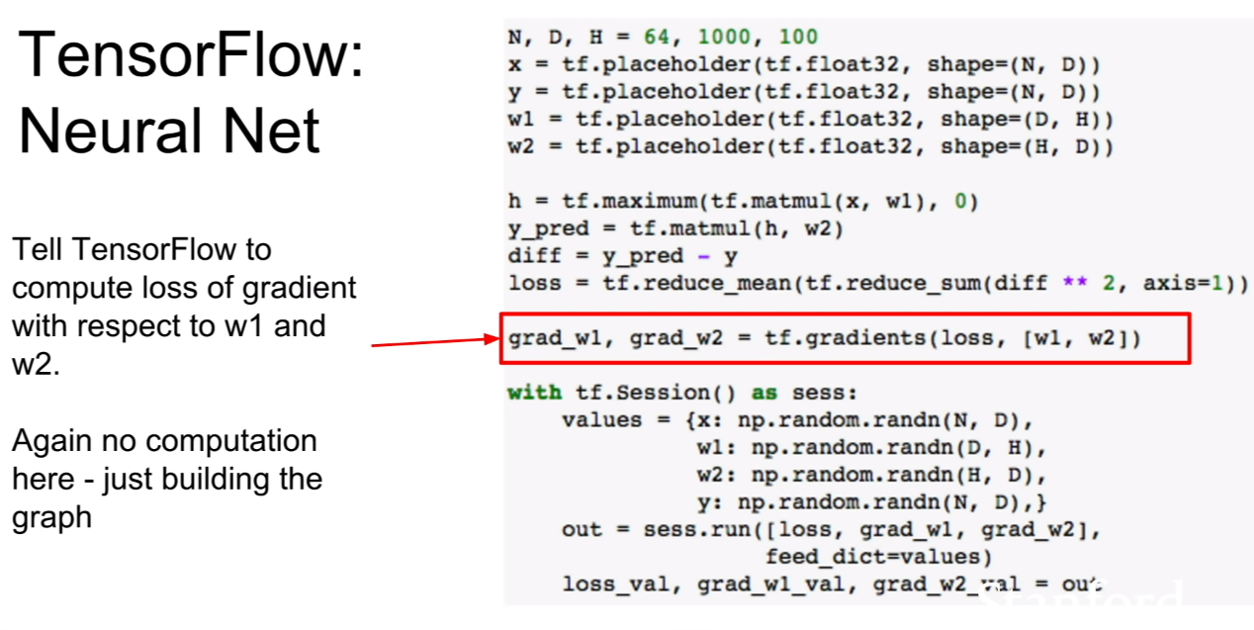 TensorFlow:
Neural Net
Tell TensorFlow to
compute loss of gradient
with respect to w1 and
w2.
Again no computation
here - just building the
graph
N, D, H = 64, 1000, 100
x = tf.placeholder(tf.float32, shape=(N, D))
y = tf.placeholder(tf.float32, shape=(N, D))
w1 = tf.placeholder(tf.float32, shape=(D, H))
w2 = tf.placeholder(tf.float32, shape=(H, D))
h = tf.maximum(tf.matmul(x, w1), 0)
y_pred = tf.matmul(h, w2)
diff = y_pred - y
loss = tf.reduce_mean(tf.reduce_sum(diff ** 2, axis=1))
grad_w1, grad_w2 = tf.gradients(loss, [w1, w2])
with tf.Session() as sess:
    values = {x: np.random.randn(N, D),
              w1: np.random.randn(D, H),
              w2: np.random.randn(H, D),
              y: np.random.randn(N, D),}
    out = sess.run([loss, grad_w1, grad_w2],
                   feed_dict=values)
    loss_val, grad_w1_val, grad_w2_val = out
Stanford